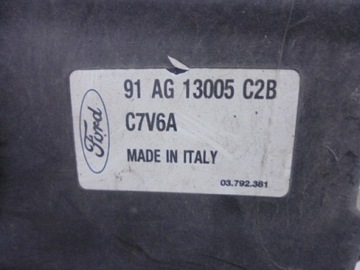 Ford
91 AG 13005 C2B
C7V6A
MADE IN ITALY
03.792.381